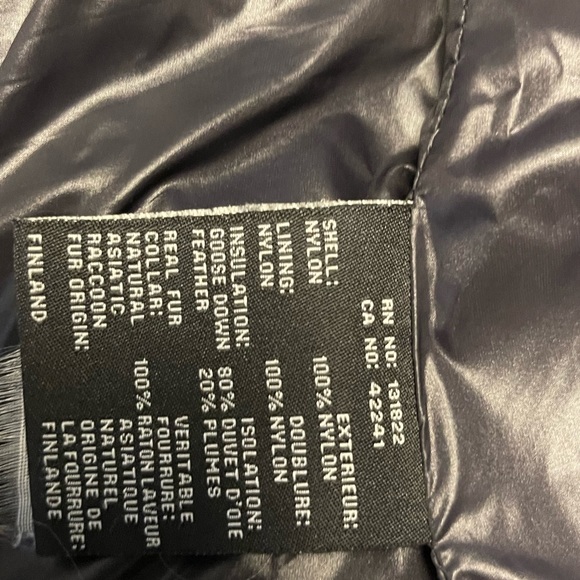 RN NO: 131822
CA NO: 42241
SHELL: EXTERIEUR:
NYLON 100% NYLON
LINING: DOUBLURE:
NYLON 100% NYLON
INSULATION: ISOLATION:
GOOSE DOWN 80% DUVET D'OIE
FEATHER 20% PLUMES
REAL FUR VERITABLE
COLLAR: FOURRURE:
NATURAL 100% RATON LAVEUR
ASIATIC ASIATIQUE
RACCOON NATUREL
FUR ORIGIN: ORIGINE DE
LA FOURRURE:
FINLAND FINLANDE